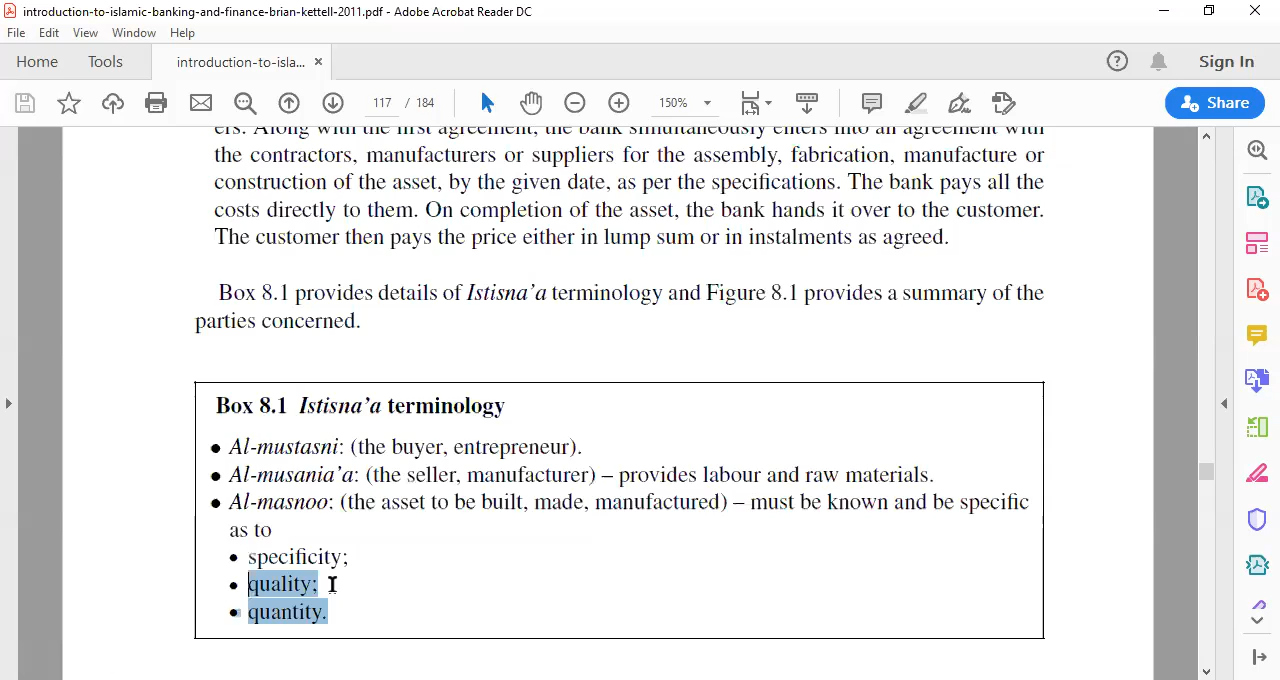 introduction-to-islamic-banking-and-finance-brian-kettell-2011.pdf - Adobe Acrobat Reader DC
File Edit View Window Help
Home Tools introduction-to-isla... × Sign In
117 / 184 150% Share
ers. Along with the first agreement, the bank simultaneously enters into an agreement with
the contractors, manufacturers or suppliers for the assembly, fabrication, manufacture or
construction of the asset, by the given date, as per the specifications. The bank pays all the
costs directly to them. On completion of the asset, the bank hands it over to the customer.
The customer then pays the price either in lump sum or in instalments as agreed.
Box 8.1 provides details of Istisna’a terminology and Figure 8.1 provides a summary of the
parties concerned.
Box 8.1 Istisna’a terminology
• Al-mustasni: (the buyer, entrepreneur).
• Al-musania’a: (the seller, manufacturer) – provides labour and raw materials.
• Al-masnoo: (the asset to be built, made, manufactured) – must be known and be specific
as to
• specificity;
• quality;
• quantity.